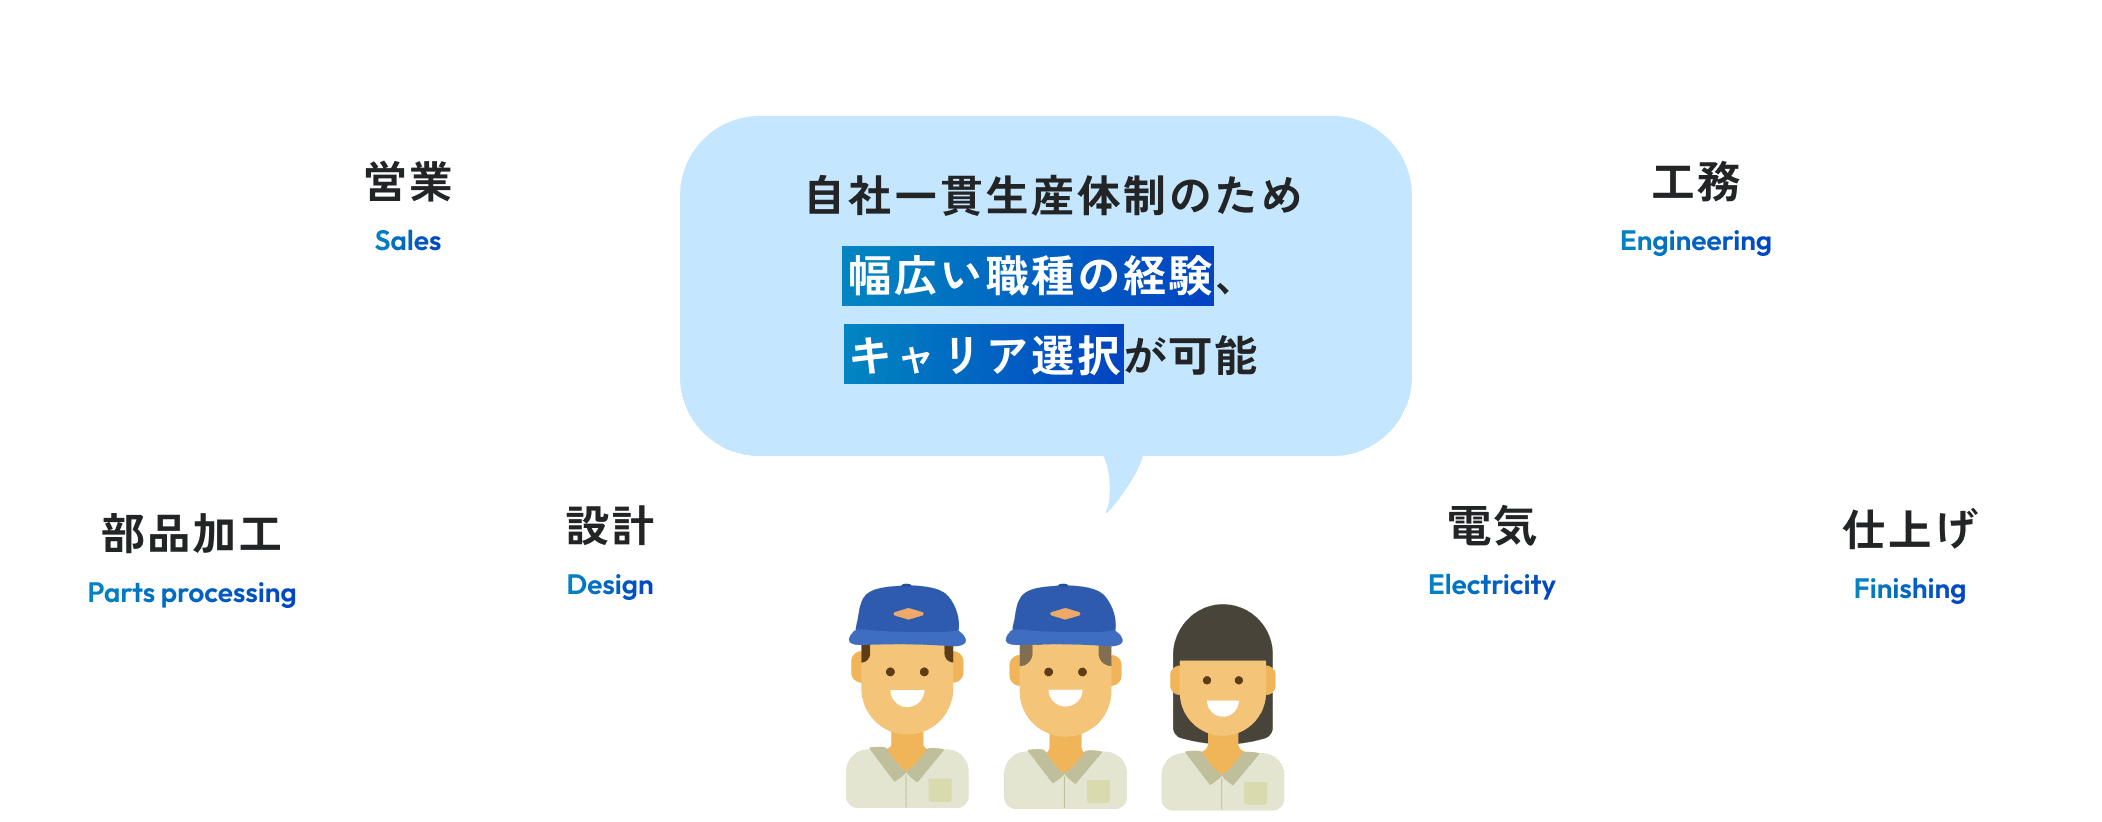 営業
Sales
自社一貫生産体制のため
幅広い職種の経験、
キャリア選択が可能
工務
Engineering
部品加工
Parts processing
設計
Design
電気
Electricity
仕上げ
Finishing